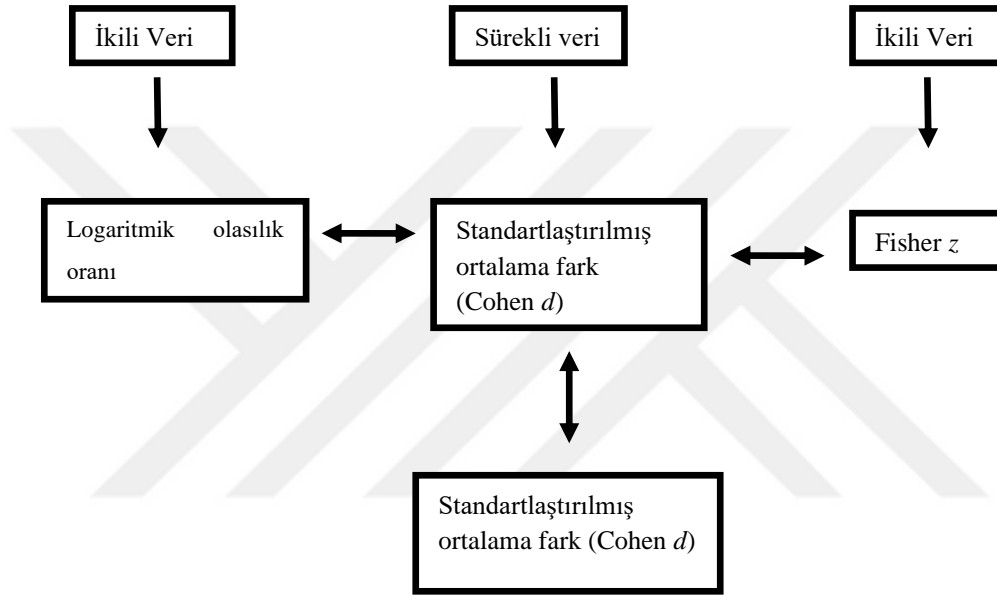 İkili Veri
Sürekli veri
İkili Veri
Logaritmik olasılık
oranı
Standartlaştırılmış
ortalama fark
(Cohen d)
Fisher z
Standartlaştırılmış
ortalama fark (Cohen d)